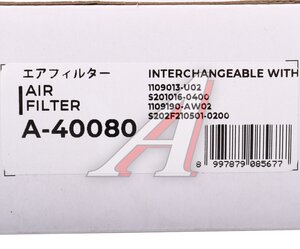 エアフィルター
AIR
FILTER
A-40080
INTERCHANGEABLE WITH
1109013-U02
S201016-0400
1109190-AW02
S202F210501-0200
8 997879 085677